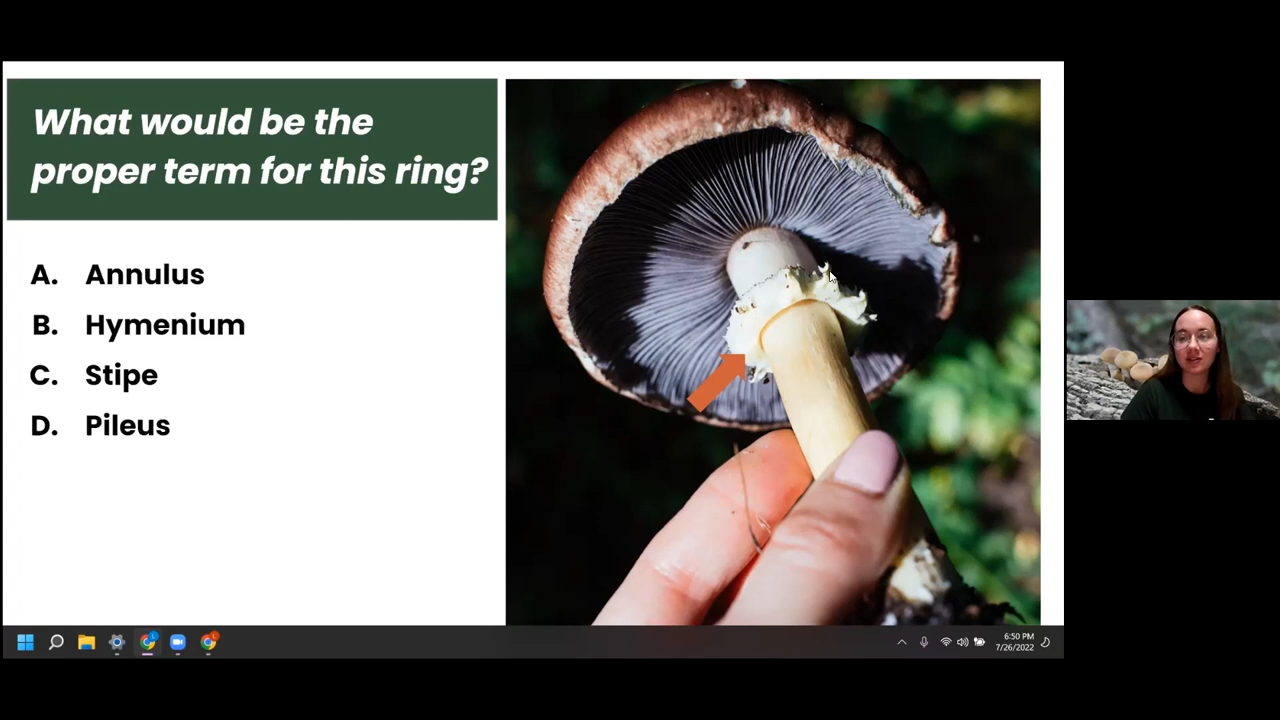 What would be the
proper term for this ring?
A. Annulus
B. Hymenium
C. Stipe
D. Pileus
6:50 PM
7/26/2022